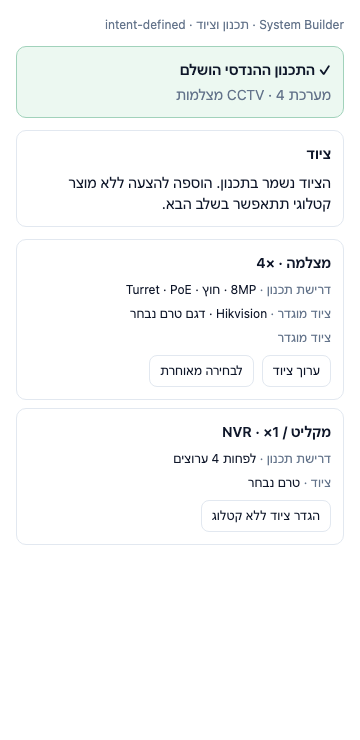 System Builder · תכנון וציוד · intent-defined
✓ התכנון ההנדסי הושלם
מערכת 4 · CCTV מצלמות
ציוד
הציוד נשמר בתכנון. הוספה להצעה ללא מוצר
קטלוגי תתאפשר בשלב הבא.
מצלמה · ×4
דרישת תכנון · 8MP · חוץ · Turret · PoE
ציוד מוגדר · Hikvision · דגם טרם נבחר
ציוד מוגדר
ערוך ציוד
לבחירה מאוחרת
מקליט / NVR · ×1
דרישת תכנון · לפחות 4 ערוצים
ציוד · טרם נבחר
הגדר ציוד ללא קטלוג